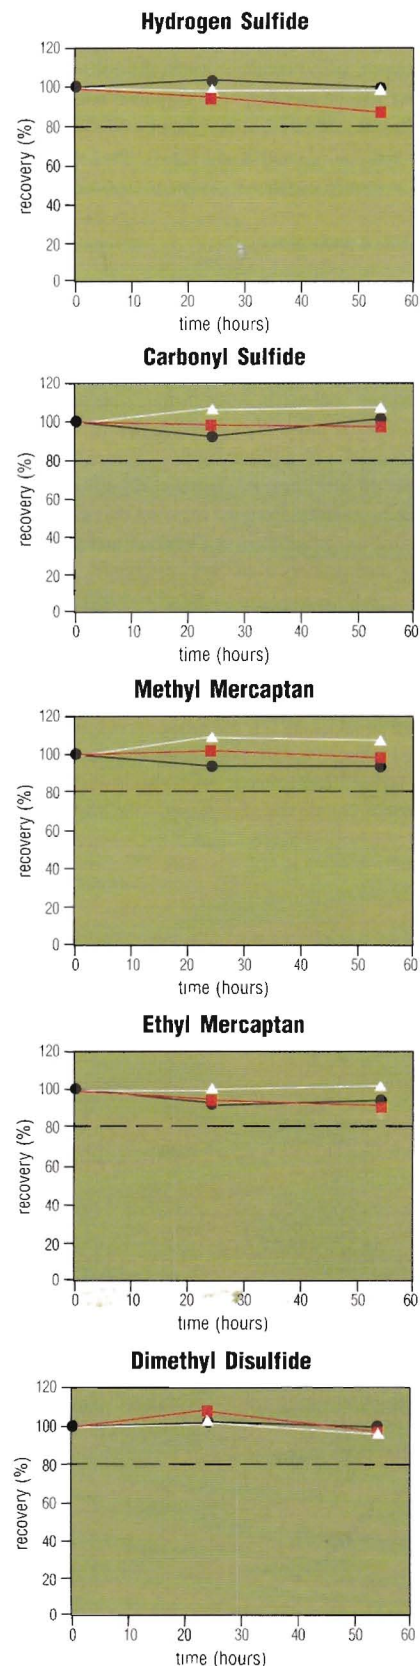 Hydrogen Sulfide
120
100
80
60
40
20
0
recovery (%)
0 10 20 30 40 50 60
time (hours)
Carbonyl Sulfide
120
100
80
60
40
20
0
recovery (%)
0 10 20 30 40 50 60
time (hours)
Methyl Mercaptan
120
100
80
60
40
20
0
recovery (%)
0 10 20 30 40 50 60
time (hours)
Ethyl Mercaptan
120
100
80
60
40
20
0
recovery (%)
0 10 20 30 40 50 60
time (hours)
Dimethyl Disulfide
120
100
80
60
40
20
0
recovery (%)
0 10 20 30 40 50 60
time (hours)